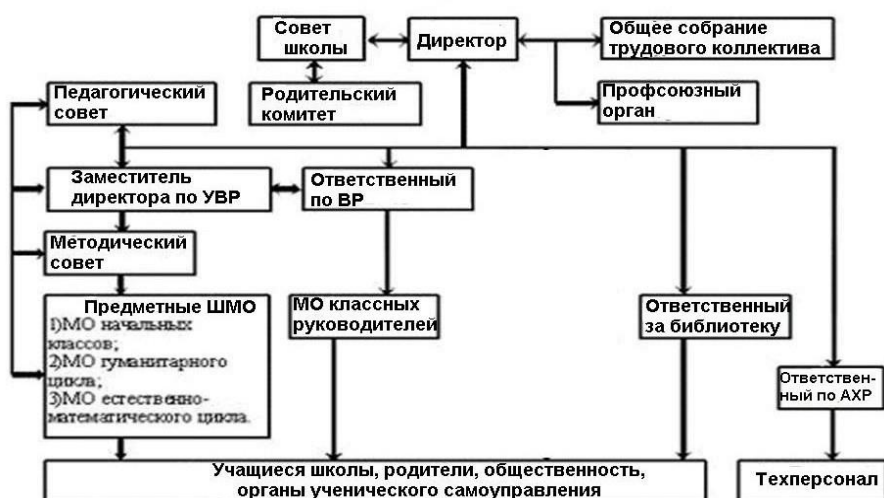 Совет
школы
Директор
Общее собрание
трудового коллектива
Педагогический
совет
Родительский
комитет
Профсоюзный
орган
Заместитель
директора по УВР
Ответственный
по ВР
Методический
совет
Предметные ШМО
1)МО начальных
классов;
2)МО гуманитарного
цикла;
3)МО естественно-
математического цикла.
МО классных
руководителей
Ответственный
за библиотеку
Ответствен-
ный по АХР
Учащиеся школы, родители, общественность,
органы ученического самоуправления
Техперсонал